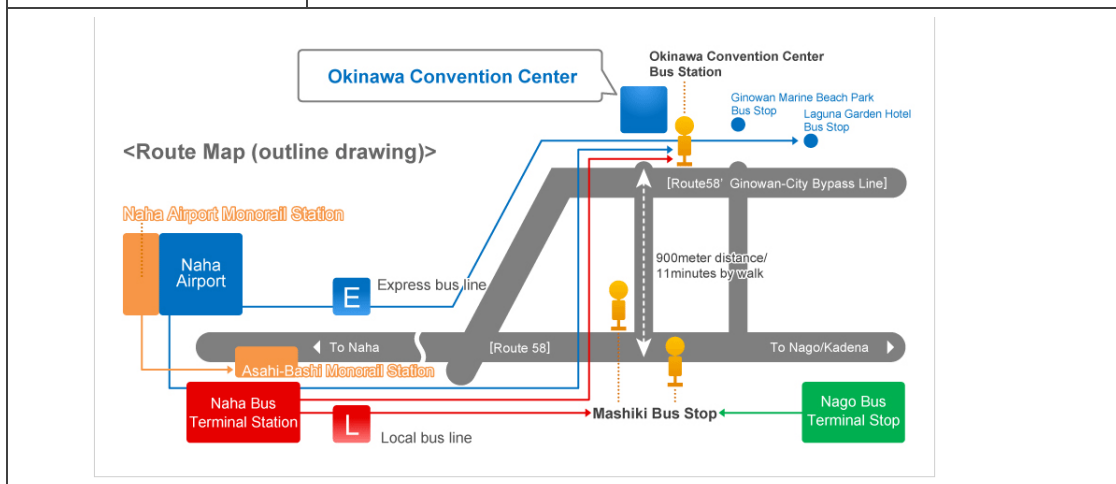 Okinawa Convention Center
Okinawa Convention Center
Bus Station
Ginowan Marine Beach Park
Bus Stop
Laguna Garden Hotel
Bus Stop
<Route Map (outline drawing)>
[Route58' Ginowan-City Bypass Line]
Naha Airport Monorail Station
Naha
Airport
E
Express bus line
900meter distance/
11minutes by walk
To Naha
[Route 58]
To Nago/Kadena
Asahi-Bashi Monorail Station
Naha Bus
Terminal Station
L
Local bus line
Mashiki Bus Stop
Nago Bus
Terminal Stop